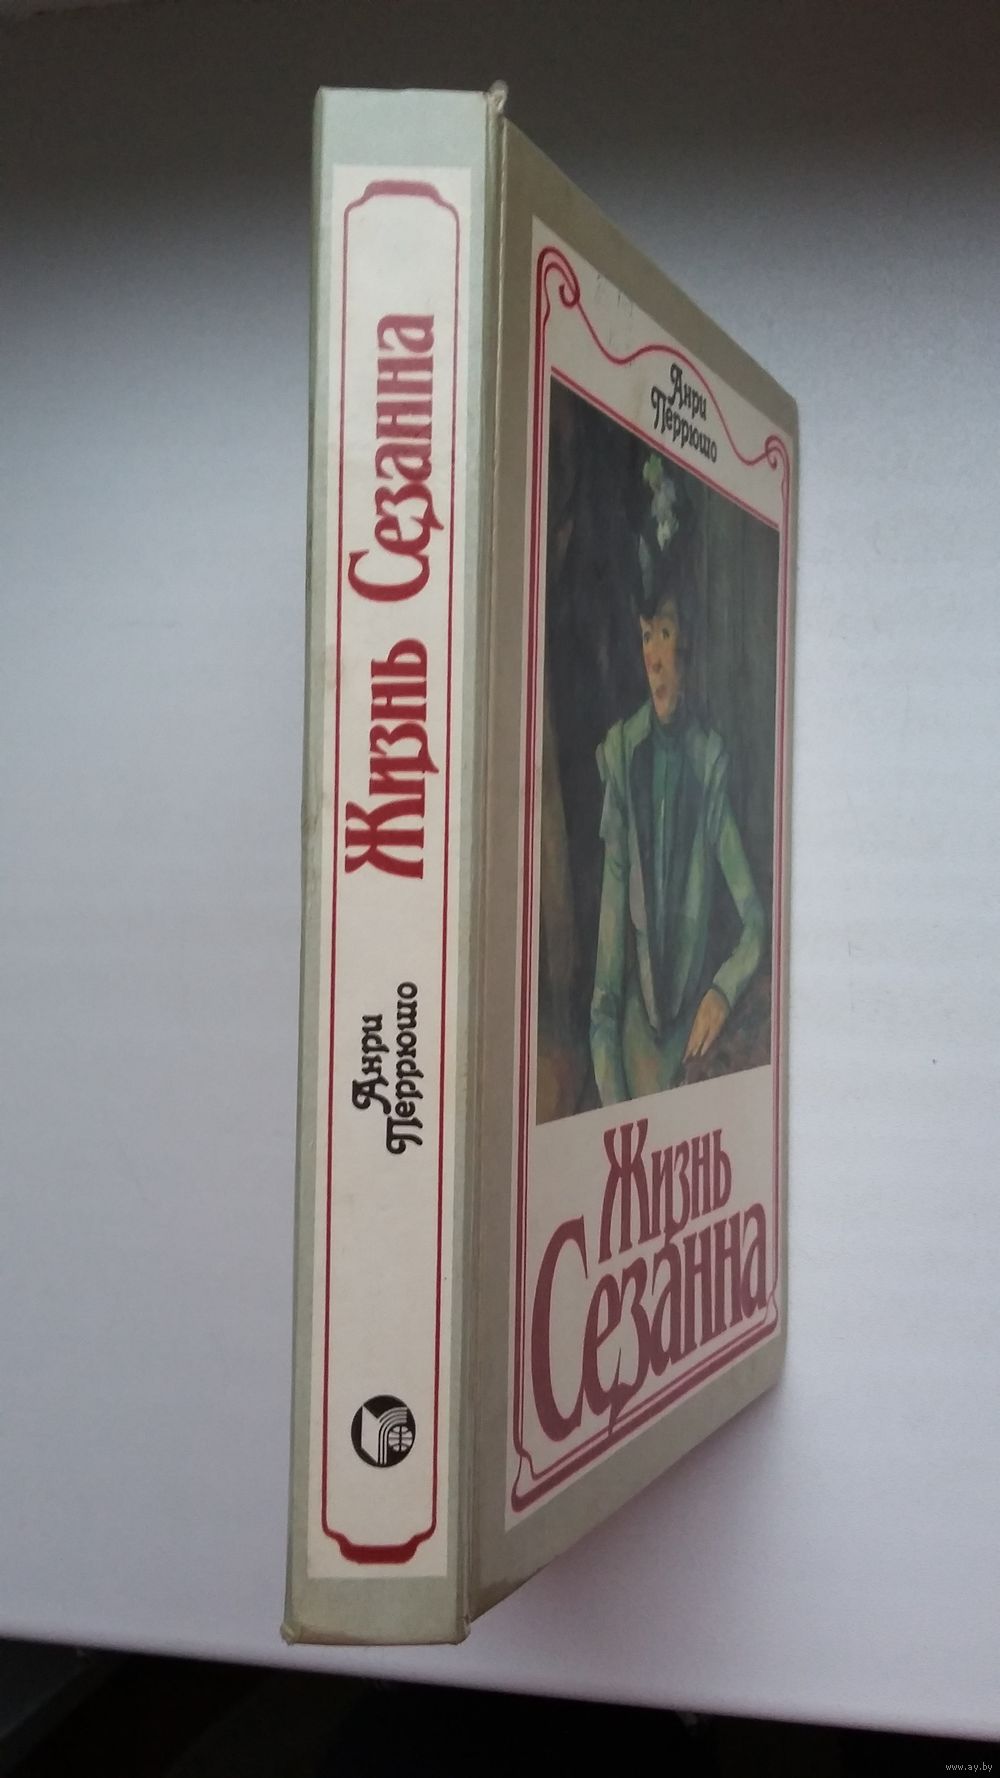 Жизнь Сезанна
Анри
Перрюшо
Анри
Перрюшо
Жизнь
Сезанна
www.ay.by